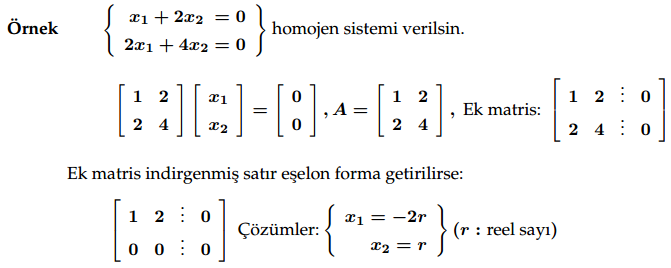 Örnek { x₁ + 2x₂ = 0
2x₁ + 4x₂ = 0 } homojen sistemi verilsin.
[ 1 2
2 4 ] [ x₁
x₂ ] = [ 0
0 ] , A = [ 1 2
2 4 ] , Ek matris: [ 1 2 ⋮ 0
2 4 ⋮ 0 ]
Ek matris indirgenmiş satır eşelon forma getirilirse:
[ 1 2 ⋮ 0
0 0 ⋮ 0 ] Çözümler: { x₁ = −2r
x₂ = r } (r : reel sayı)